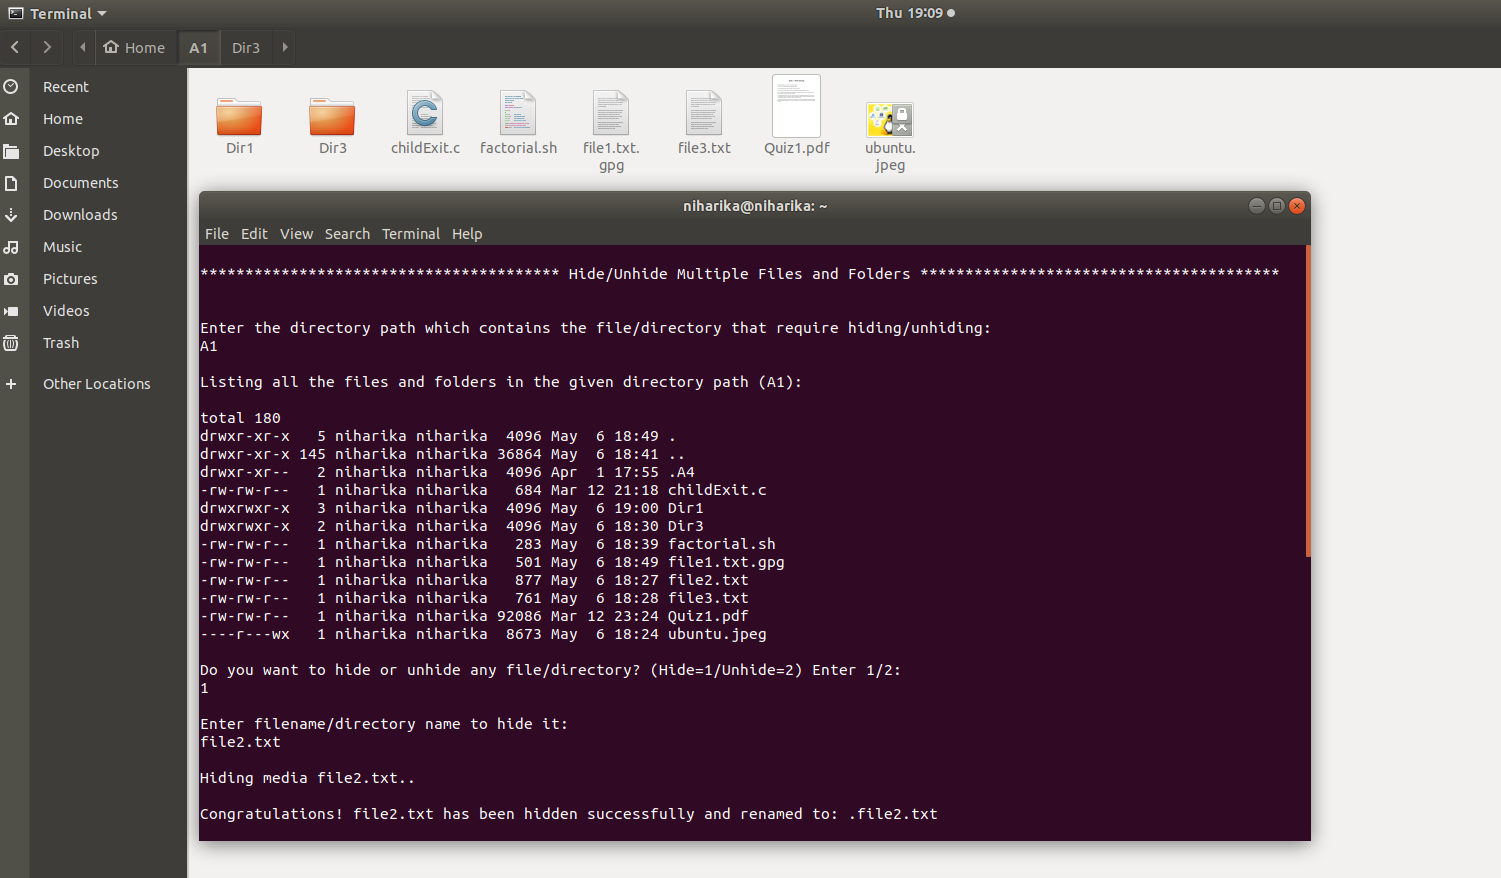 Terminal
Thu 19:09
Home A1 Dir3
Recent
Home
Desktop
Documents
Downloads
Music
Pictures
Videos
Trash
Other Locations
Dir1
Dir3
childExit.c
factorial.sh
file1.txt.
gpg
file3.txt
Quiz1.pdf
ubuntu.
jpeg
niharika@niharika: ~
File Edit View Search Terminal Help
**************************************** Hide/Unhide Multiple Files and Folders ****************************************
Enter the directory path which contains the file/directory that require hiding/unhiding:
A1
Listing all the files and folders in the given directory path (A1):
total 180
drwxr-xr-x   5 niharika niharika  4096 May  6 18:49 .
drwxr-xr-x 145 niharika niharika 36864 May  6 18:41 ..
drwxr-xr--   2 niharika niharika  4096 Apr  1 17:55 .A4
-rw-rw-r--   1 niharika niharika   684 Mar 12 21:18 childExit.c
drwxrwxr-x   3 niharika niharika  4096 May  6 19:00 Dir1
drwxrwxr-x   2 niharika niharika  4096 May  6 18:30 Dir3
-rw-rw-r--   1 niharika niharika   283 May  6 18:39 factorial.sh
-rw-rw-r--   1 niharika niharika   501 May  6 18:49 file1.txt.gpg
-rw-rw-r--   1 niharika niharika   877 May  6 18:27 file2.txt
-rw-rw-r--   1 niharika niharika   761 May  6 18:28 file3.txt
-rw-rw-r--   1 niharika niharika 92086 Mar 12 23:24 Quiz1.pdf
----r---wx   1 niharika niharika  8673 May  6 18:24 ubuntu.jpeg
Do you want to hide or unhide any file/directory? (Hide=1/Unhide=2) Enter 1/2:
1
Enter filename/directory name to hide it:
file2.txt
Hiding media file2.txt..
Congratulations! file2.txt has been hidden successfully and renamed to: .file2.txt